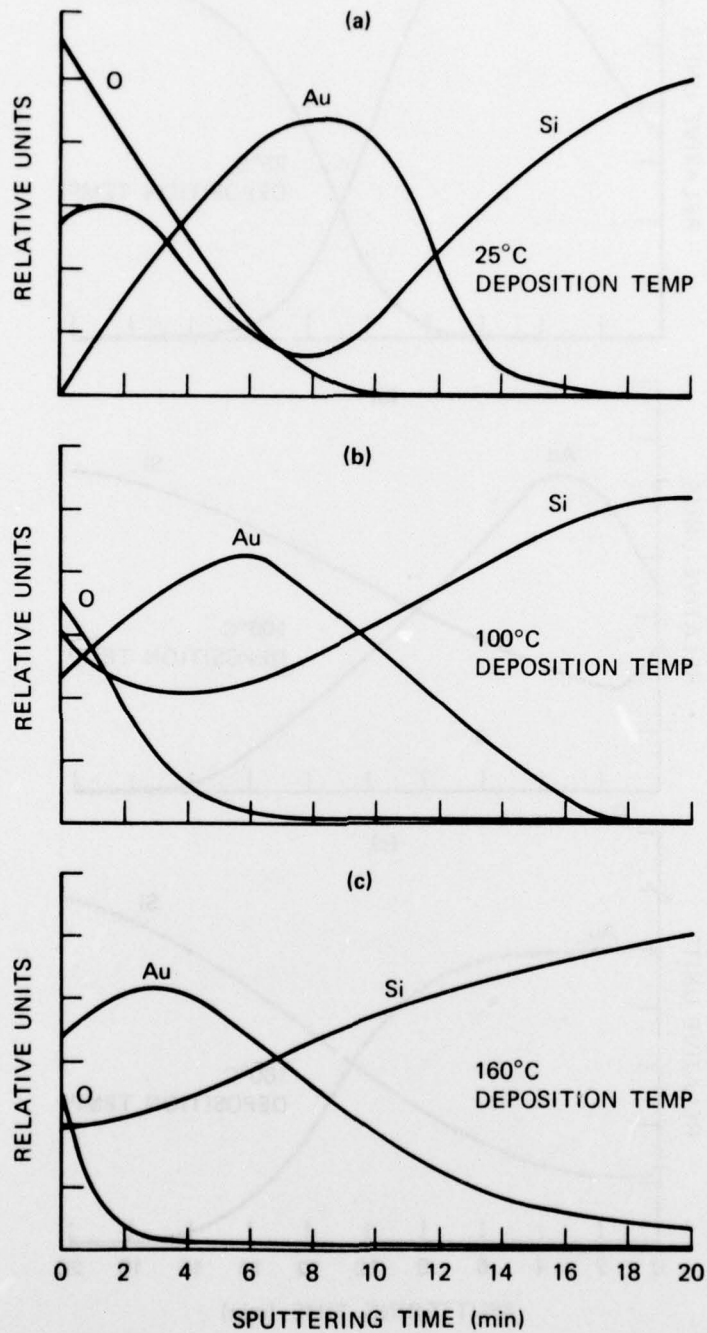 (a)
RELATIVE UNITS
O
Au
Si
25°C
DEPOSITION TEMP
(b)
RELATIVE UNITS
O
Au
Si
100°C
DEPOSITION TEMP
(c)
RELATIVE UNITS
O
Au
Si
160°C
DEPOSITION TEMP
0 2 4 6 8 10 12 14 16 18 20
SPUTTERING TIME (min)